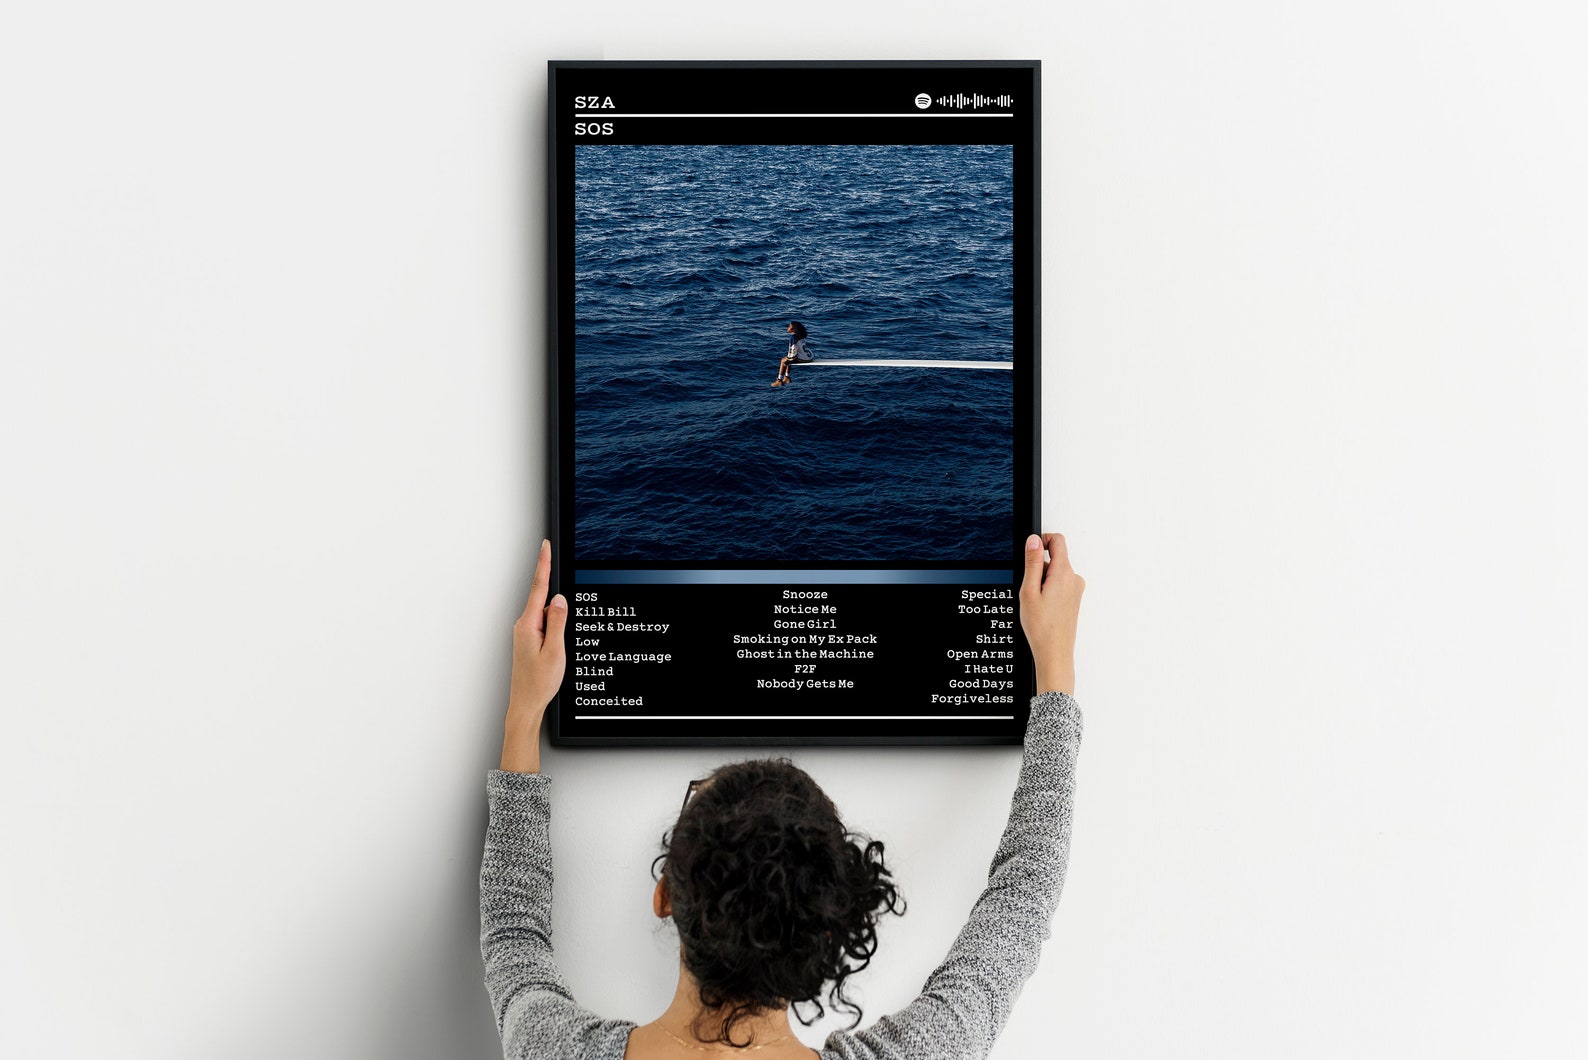 SZA
SOS
SOS
Kill Bill
Seek & Destroy
Low
Love Language
Blind
Used
Conceited
Snooze
Notice Me
Gone Girl
Smoking on My Ex Pack
Ghost in the Machine
F2F
Nobody Gets Me
Special
Too Late
Far
Shirt
Open Arms
I Hate U
Good Days
Forgiveless